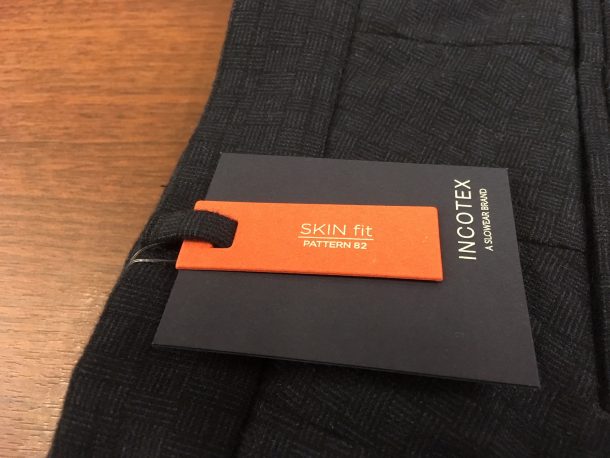 SKIN fit
PATTERN 82
INCOTEX
A SLOWEAR BRAND